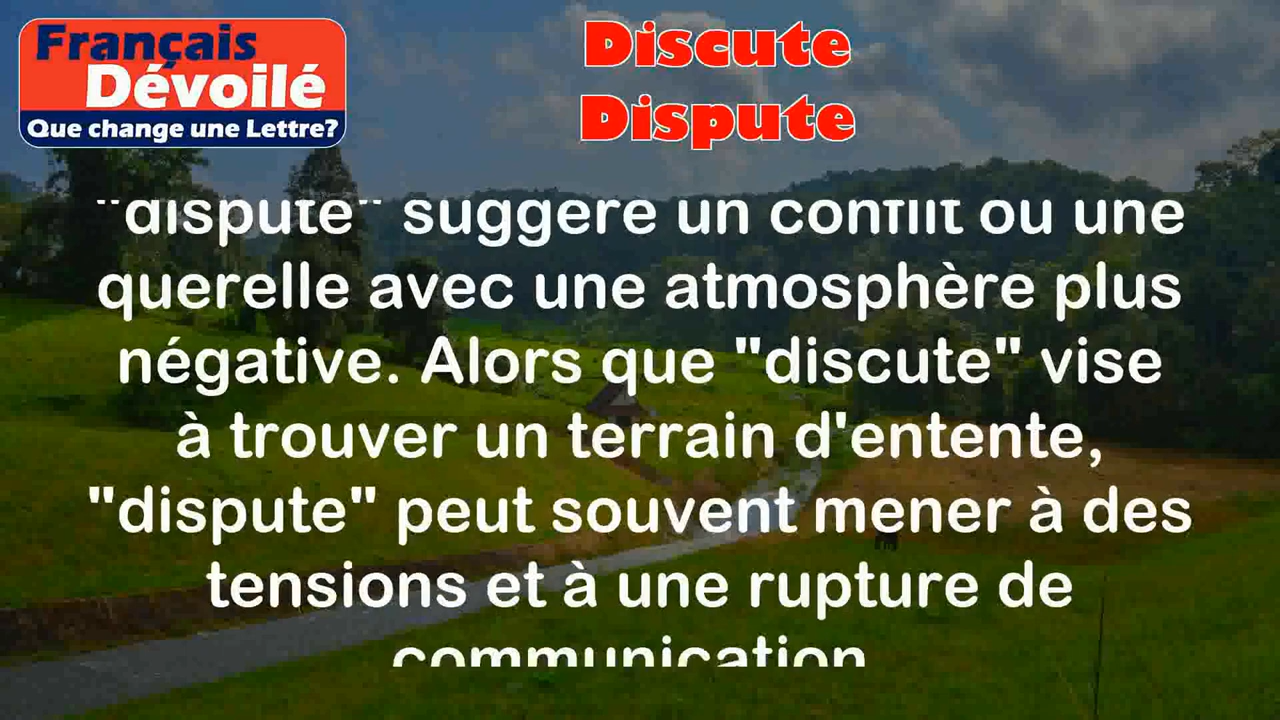 Français
Dévoilé
Que change une Lettre?
Discute
Dispute
"dispute" suggère un conflit ou une
querelle avec une atmosphère plus
négative. Alors que "discute" vise
à trouver un terrain d'entente,
"dispute" peut souvent mener à des
tensions et à une rupture de
communication